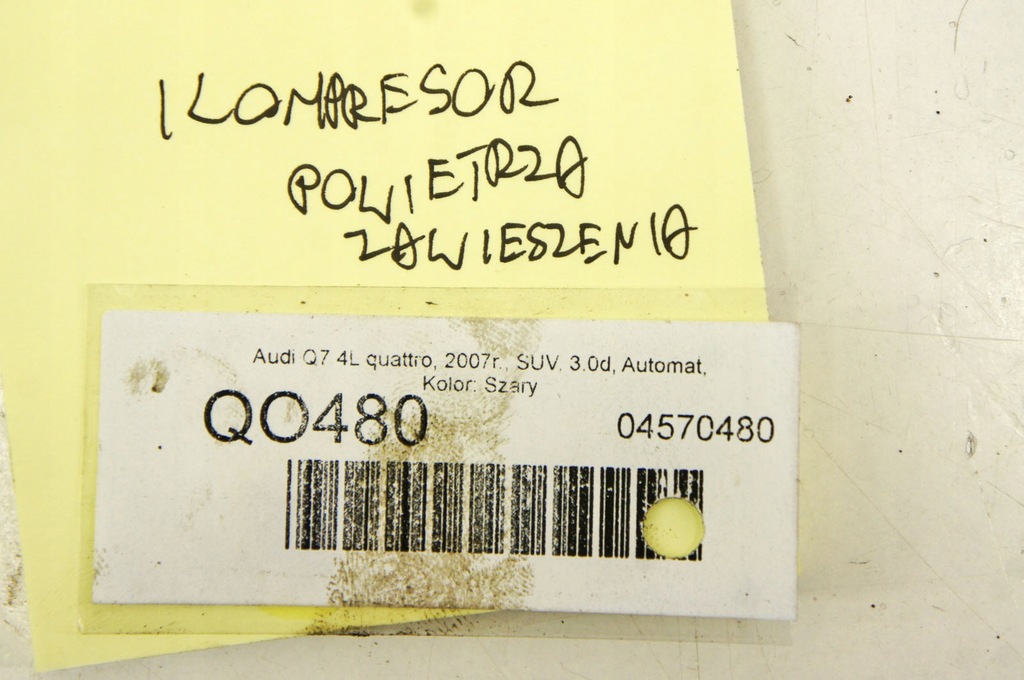 KOMPRESOR
POWIETRZA
ZAWIESZENIA
Audi Q7 4L quattro, 2007r., SUV, 3.0d, Automat,
Kolor: Szary
QO480
04570480